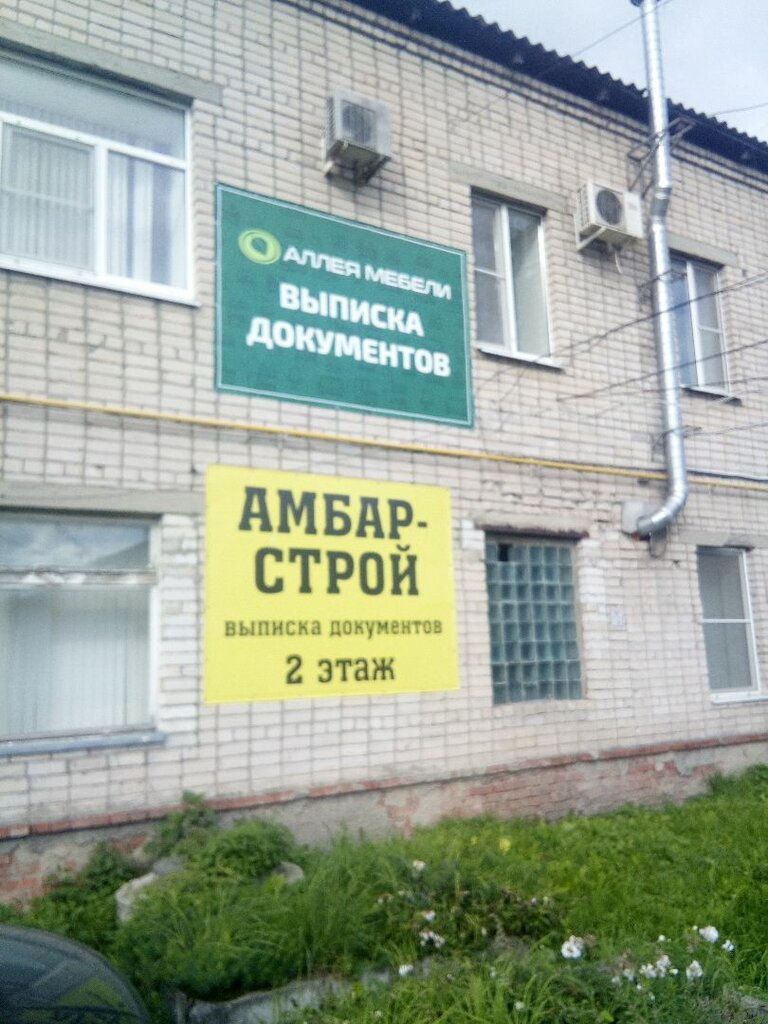 АЛЛЕЯ МЕБЕЛИ
ВЫПИСКА
ДОКУМЕНТОВ
АМБАР-
СТРОЙ
выписка документов
2 этаж